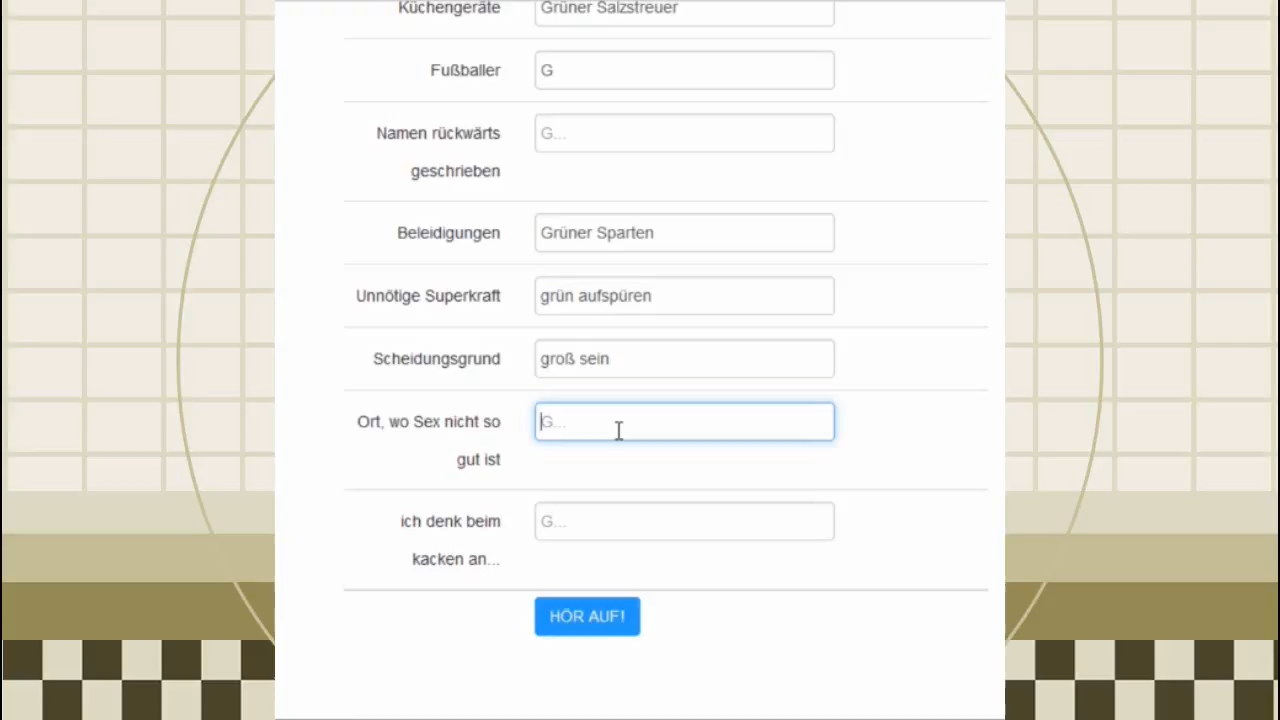 Küchengeräte Grüner Salzstreuer
Fußballer G
Namen rückwärts G...
geschrieben
Beleidigungen Grüner Sparten
Unnötige Superkraft grün aufspüren
Scheidungsgrund groß sein
Ort, wo Sex nicht so G...
gut ist
ich denk beim G...
kacken an...
HÖR AUF!